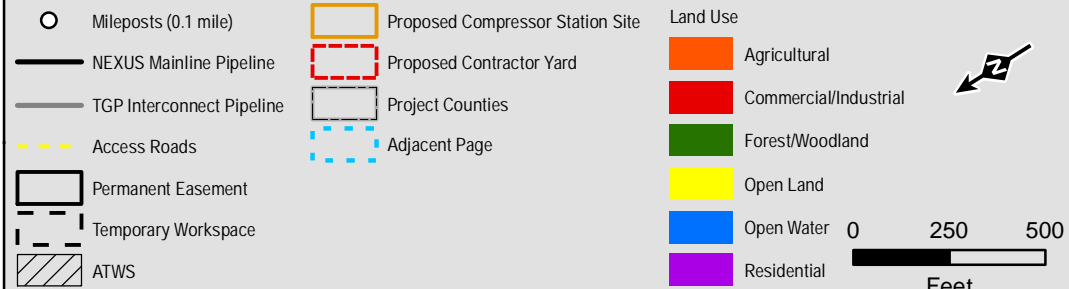 Mileposts (0.1 mile)
NEXUS Mainline Pipeline
TGP Interconnect Pipeline
Access Roads
Permanent Easement
Temporary Workspace
ATWS
Proposed Compressor Station Site
Proposed Contractor Yard
Project Counties
Adjacent Page
Land Use
Agricultural
Commercial/Industrial
Forest/Woodland
Open Land
Open Water
Residential
N
0 250 500
Feet